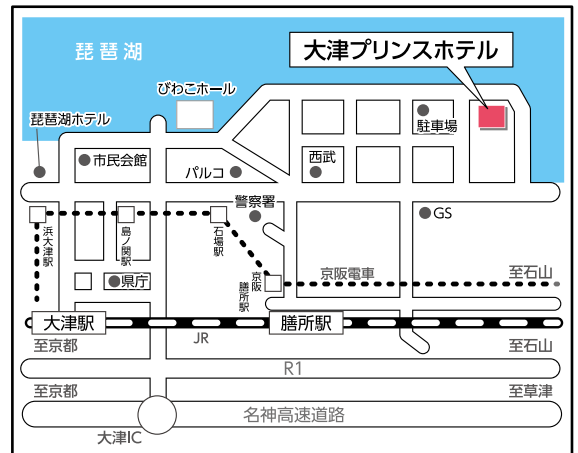 琵琶湖
大津プリンスホテル
びわこホール
琵琶湖ホテル
駐車場
市民会館
パルコ
西武
警察署
GS
浜大津駅
島ノ関駅
石場駅
県庁
京阪
膳所駅
京阪電車
至石山
大津駅
膳所駅
至京都
JR
至石山
R1
至京都
至草津
名神高速道路
大津IC